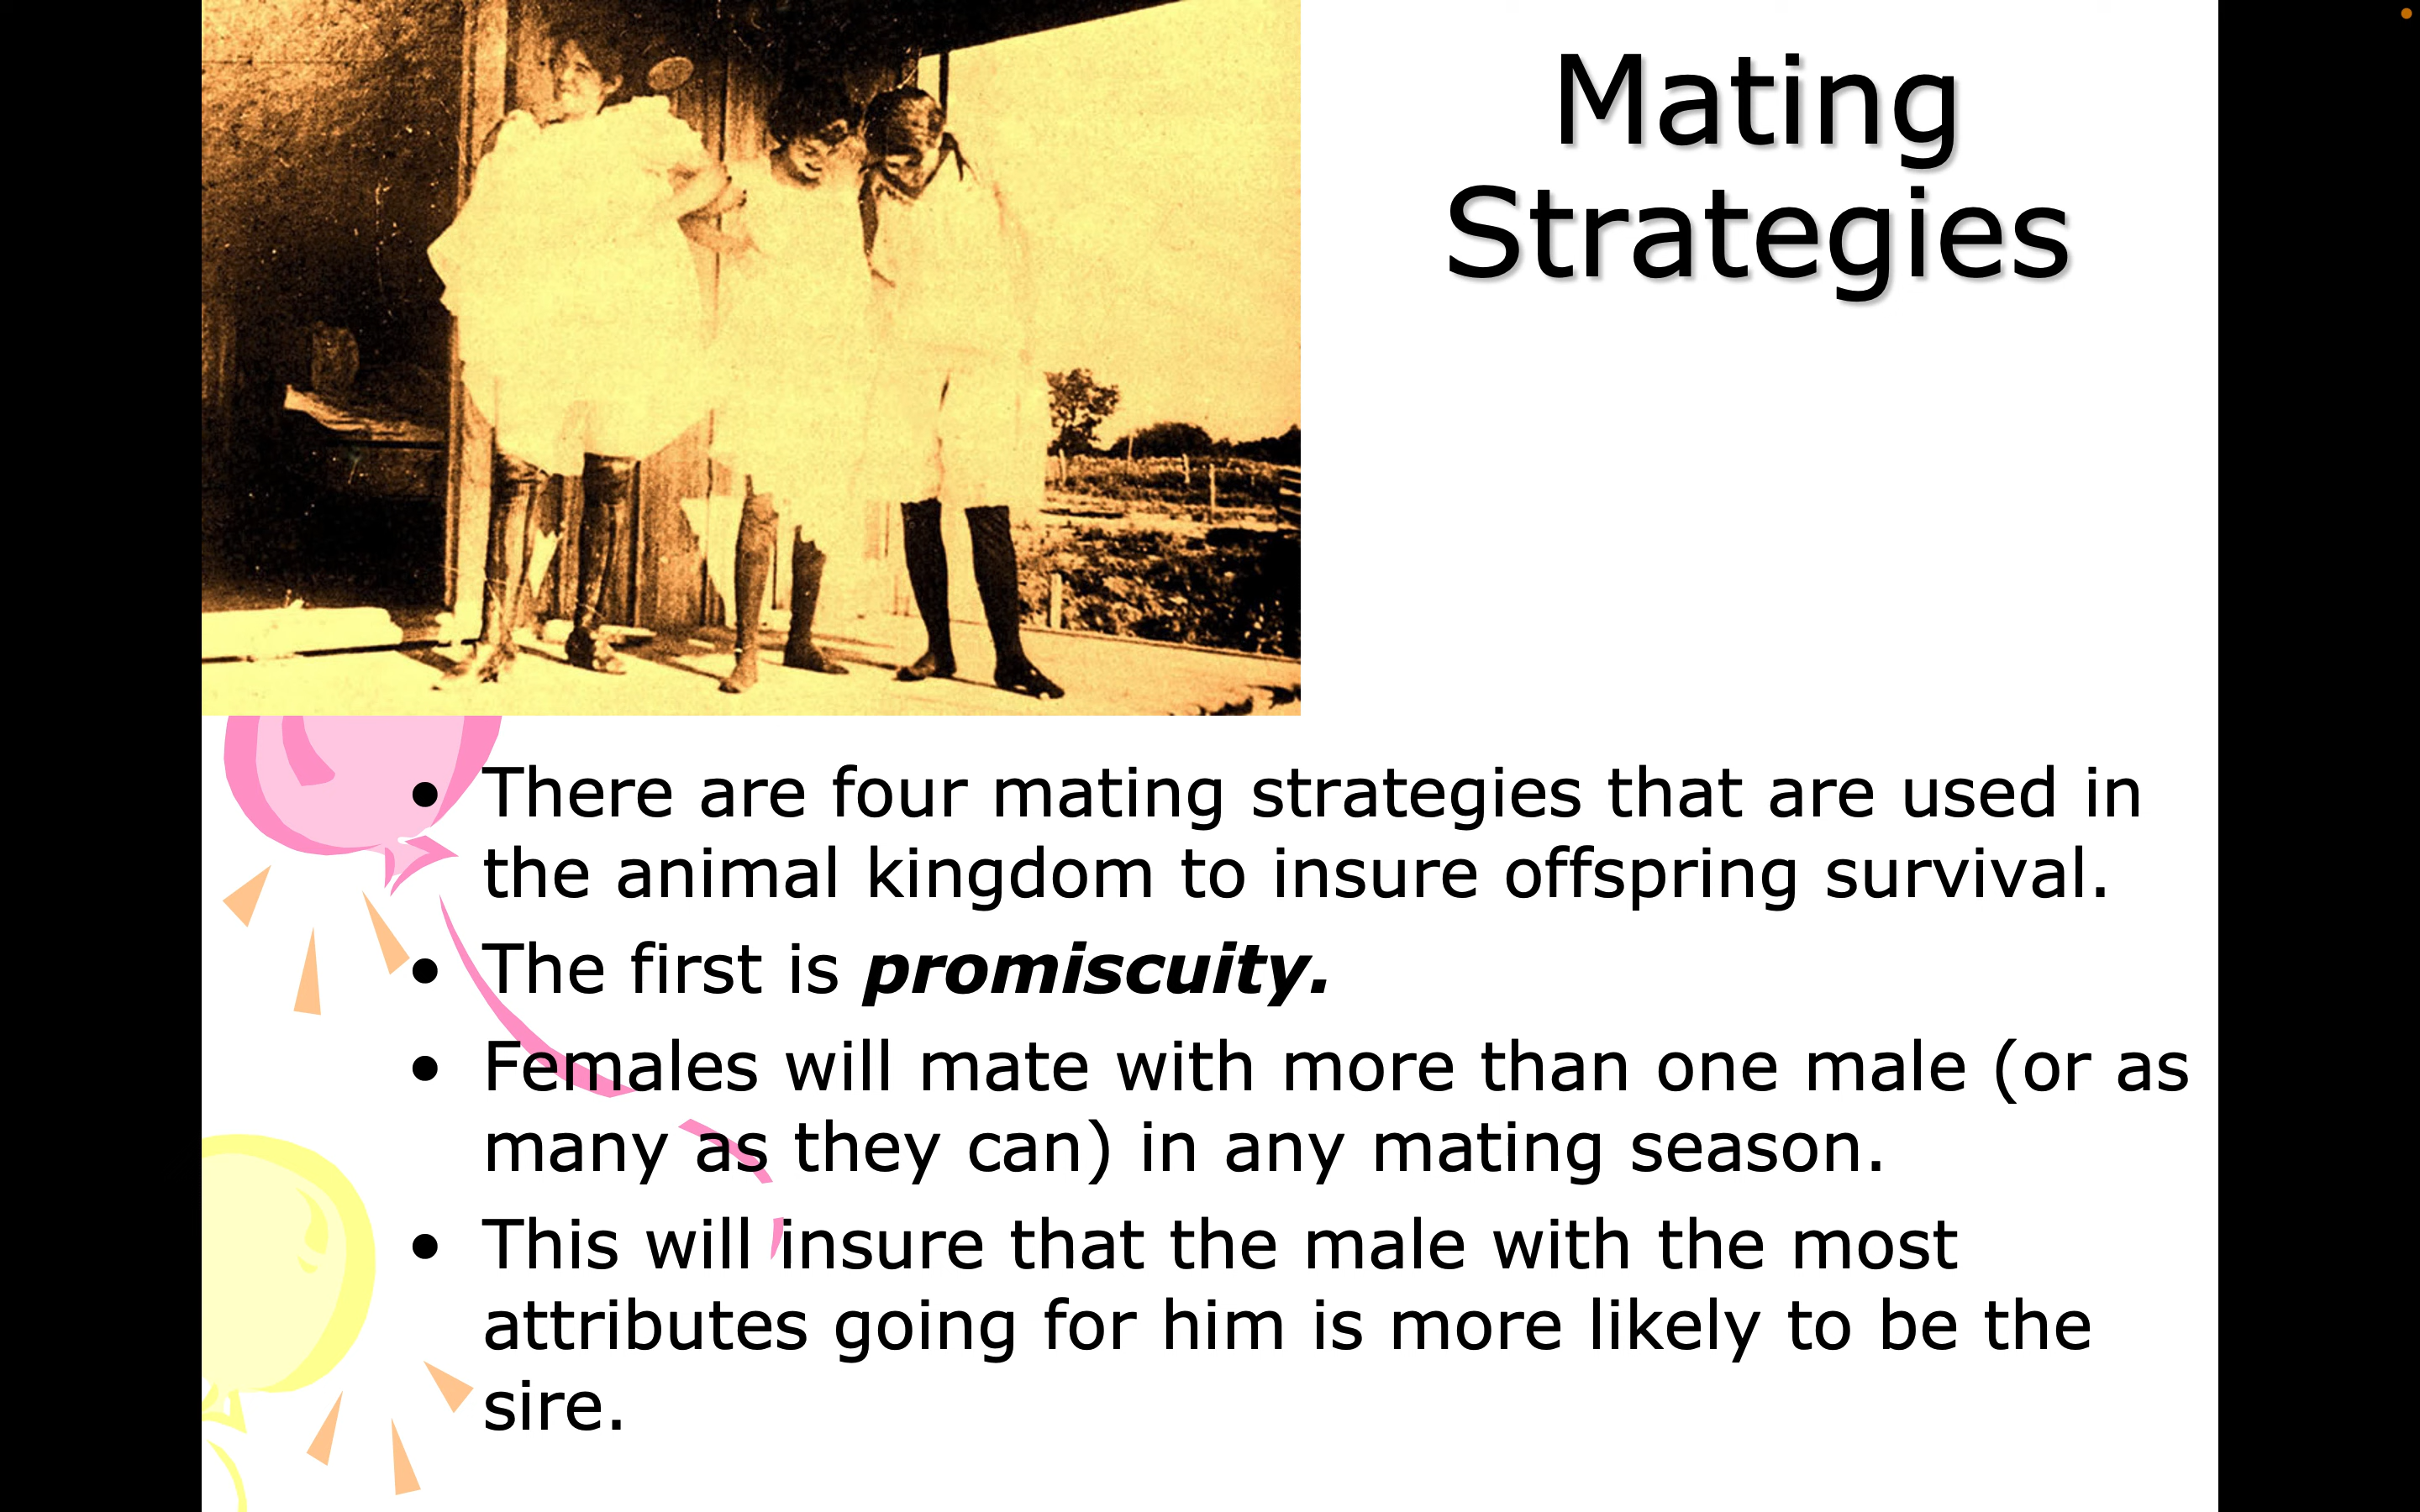 Mating
Strategies
• There are four mating strategies that are used in
the animal kingdom to insure offspring survival.
• The first is promiscuity.
• Females will mate with more than one male (or as
many as they can) in any mating season.
• This will insure that the male with the most
attributes going for him is more likely to be the
sire.